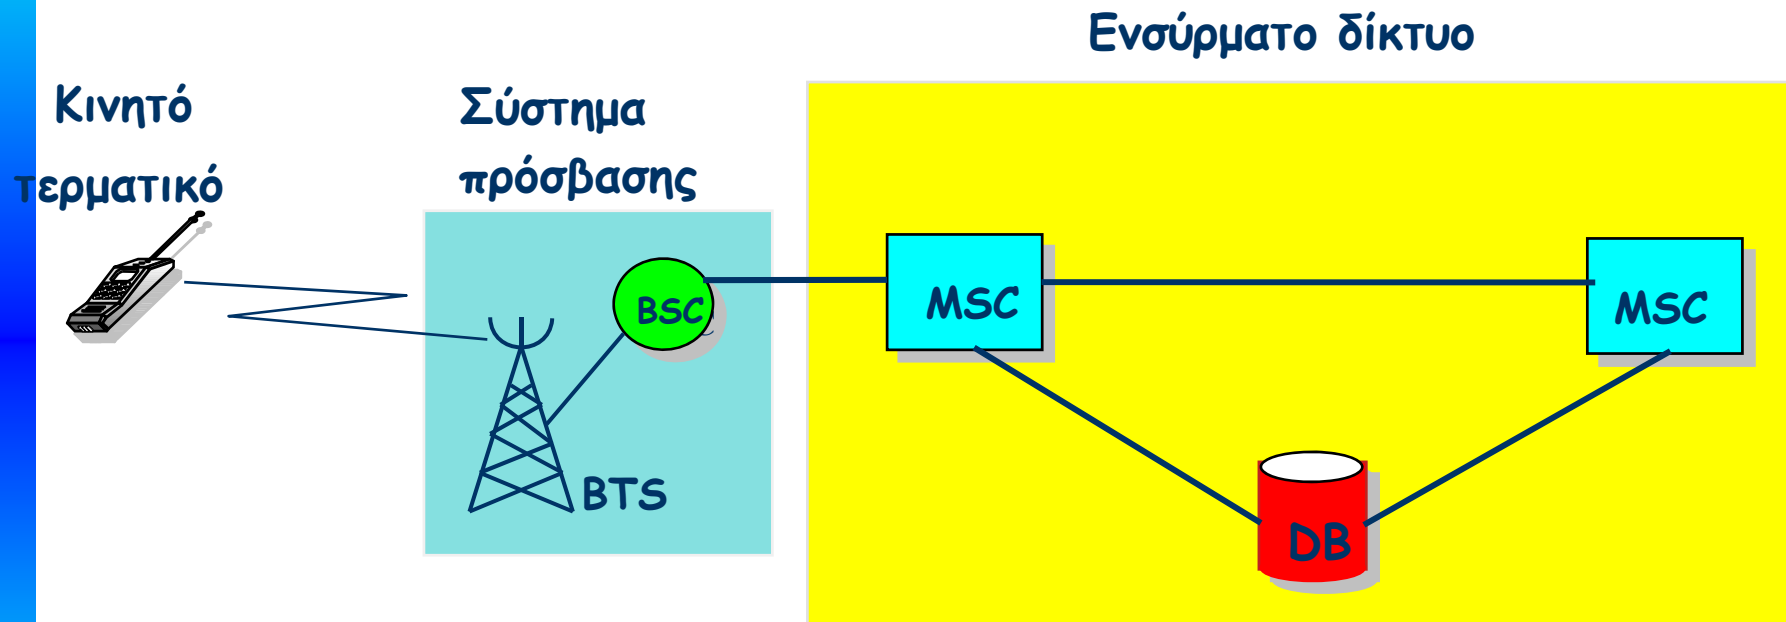 Ενσύρματο δίκτυο
Κινητό
τερματικό
Σύστημα
πρόσβασης
BSC
MSC
MSC
BTS
DB